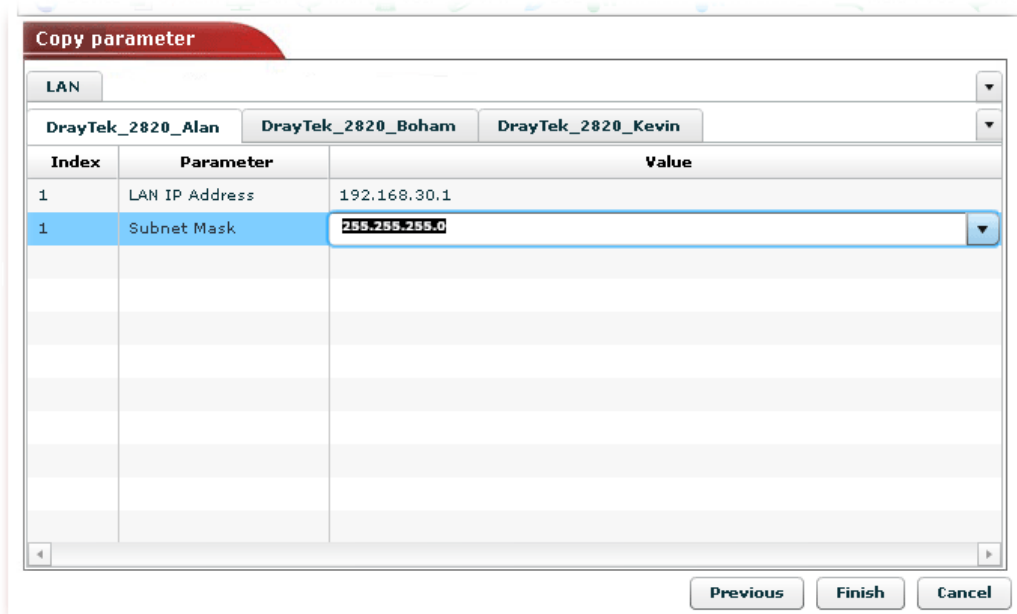 Copy parameter
LAN
DrayTek_2820_Alan DrayTek_2820_Boham DrayTek_2820_Kevin
Index Parameter Value
1 LAN IP Address 192.168.30.1
1 Subnet Mask 255.255.255.0
Previous Finish Cancel